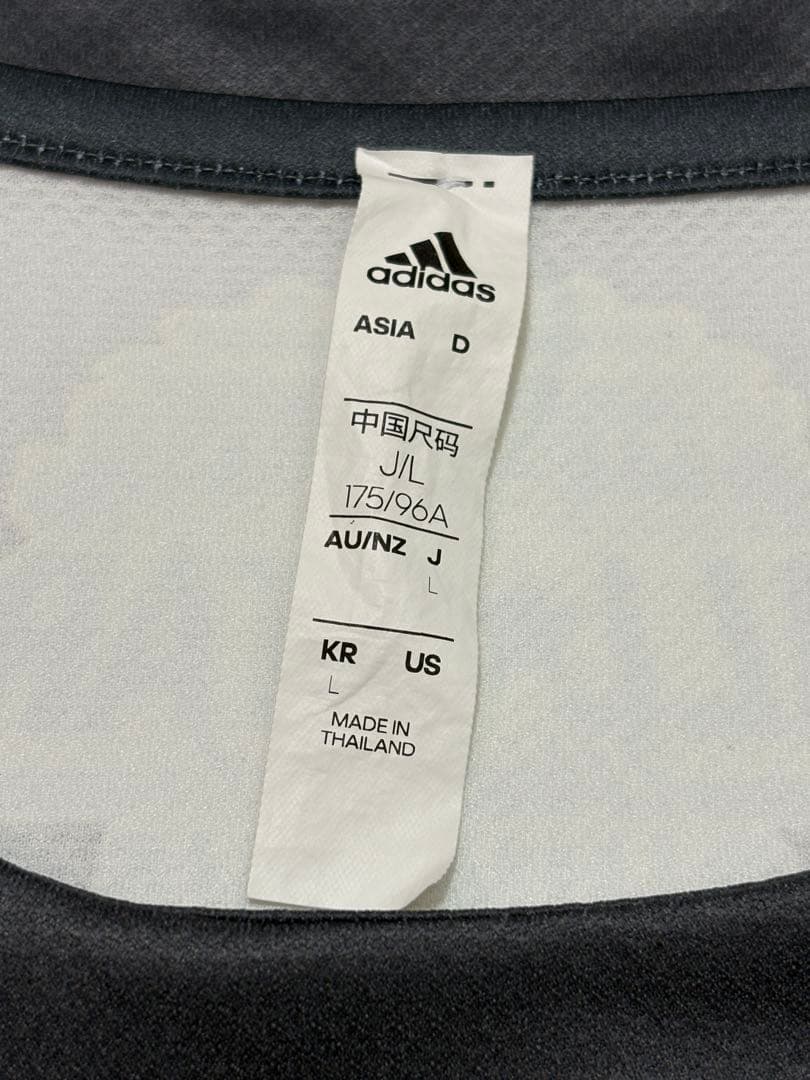 adidas
ASIA D
中国尺码
J/L
175/96A
AU/NZ J
L
KR US
L
MADE IN
THAILAND